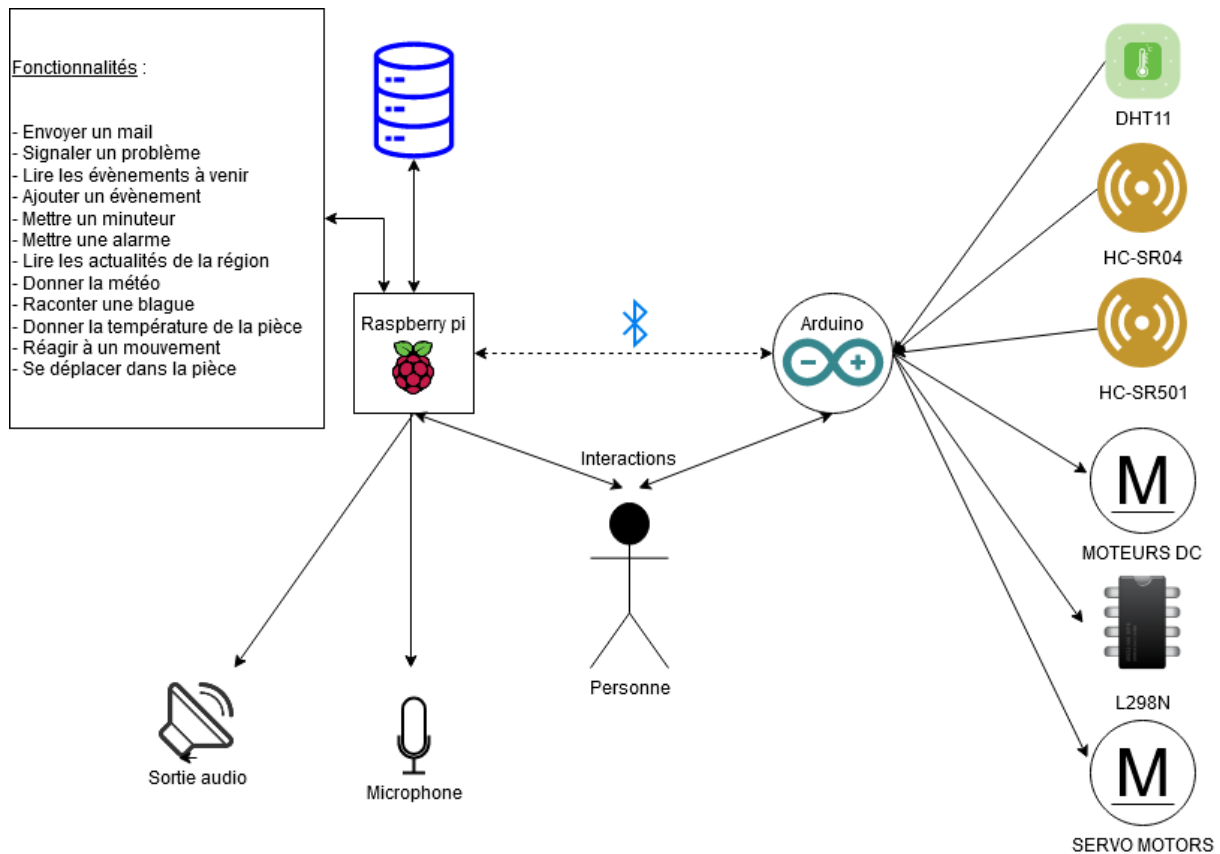 Fonctionnalités :
- Envoyer un mail
- Signaler un problème
- Lire les évènements à venir
- Ajouter un évènement
- Mettre un minuteur
- Mettre une alarme
- Lire les actualités de la région
- Donner la météo
- Raconter une blague
- Donner la température de la pièce
- Réagir à un mouvement
- Se déplacer dans la pièce
Raspberry pi
Arduino
DHT11
HC-SR04
HC-SR501
Interactions
M
MOTEURS DC
Personne
L298N
Sortie audio
Microphone
M
SERVO MOTORS